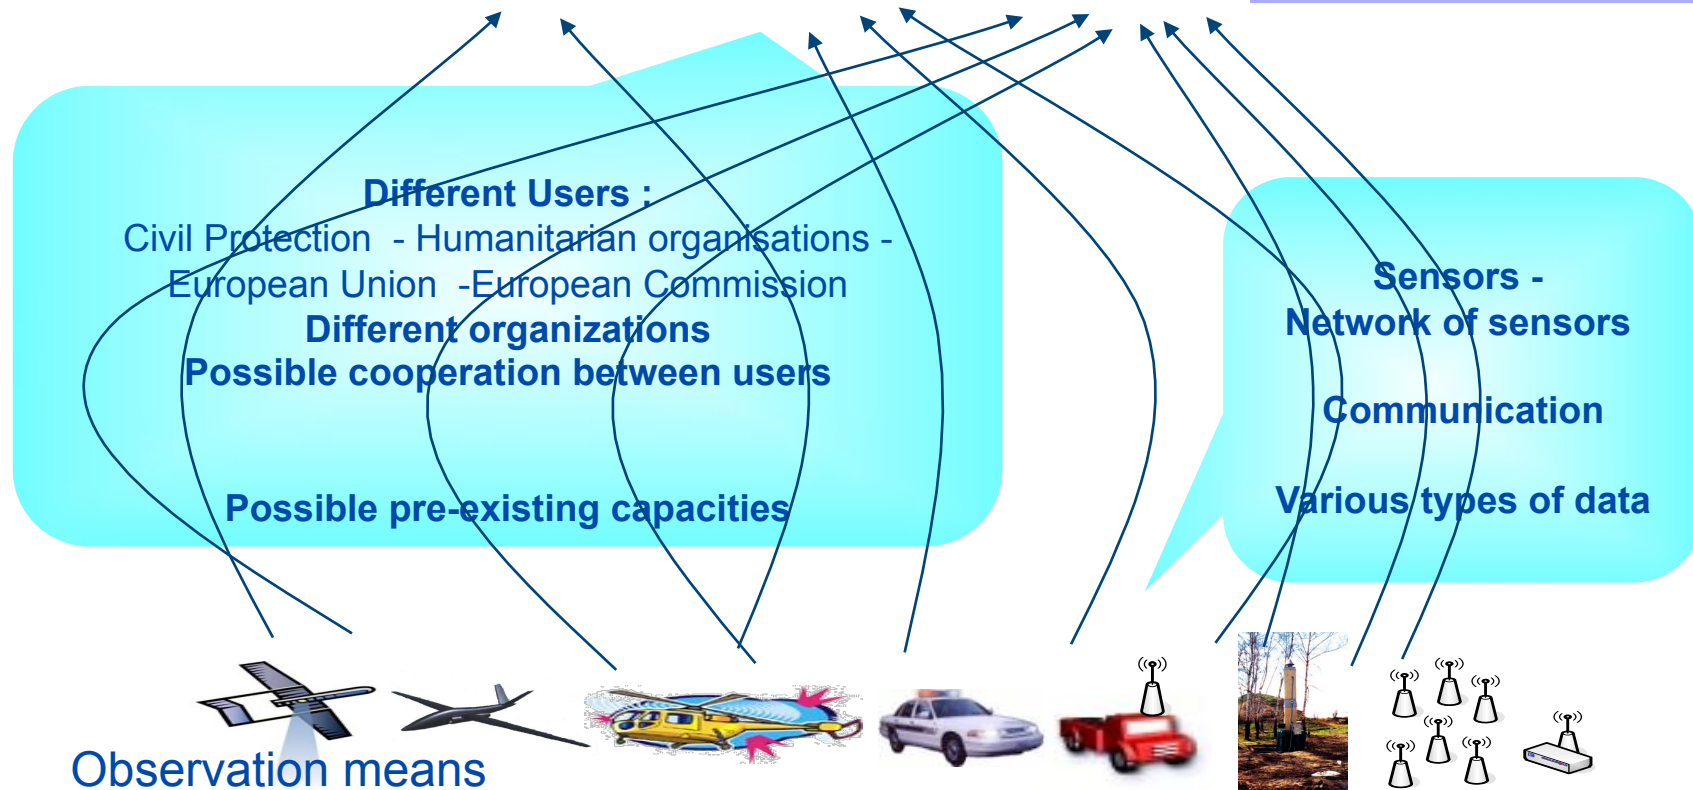 Different Users :
Civil Protection - Humanitarian organisations -
European Union -European Commission
Different organizations
Possible cooperation between users
Possible pre-existing capacities
Sensors -
Network of sensors
Communication
Various types of data
Observation means